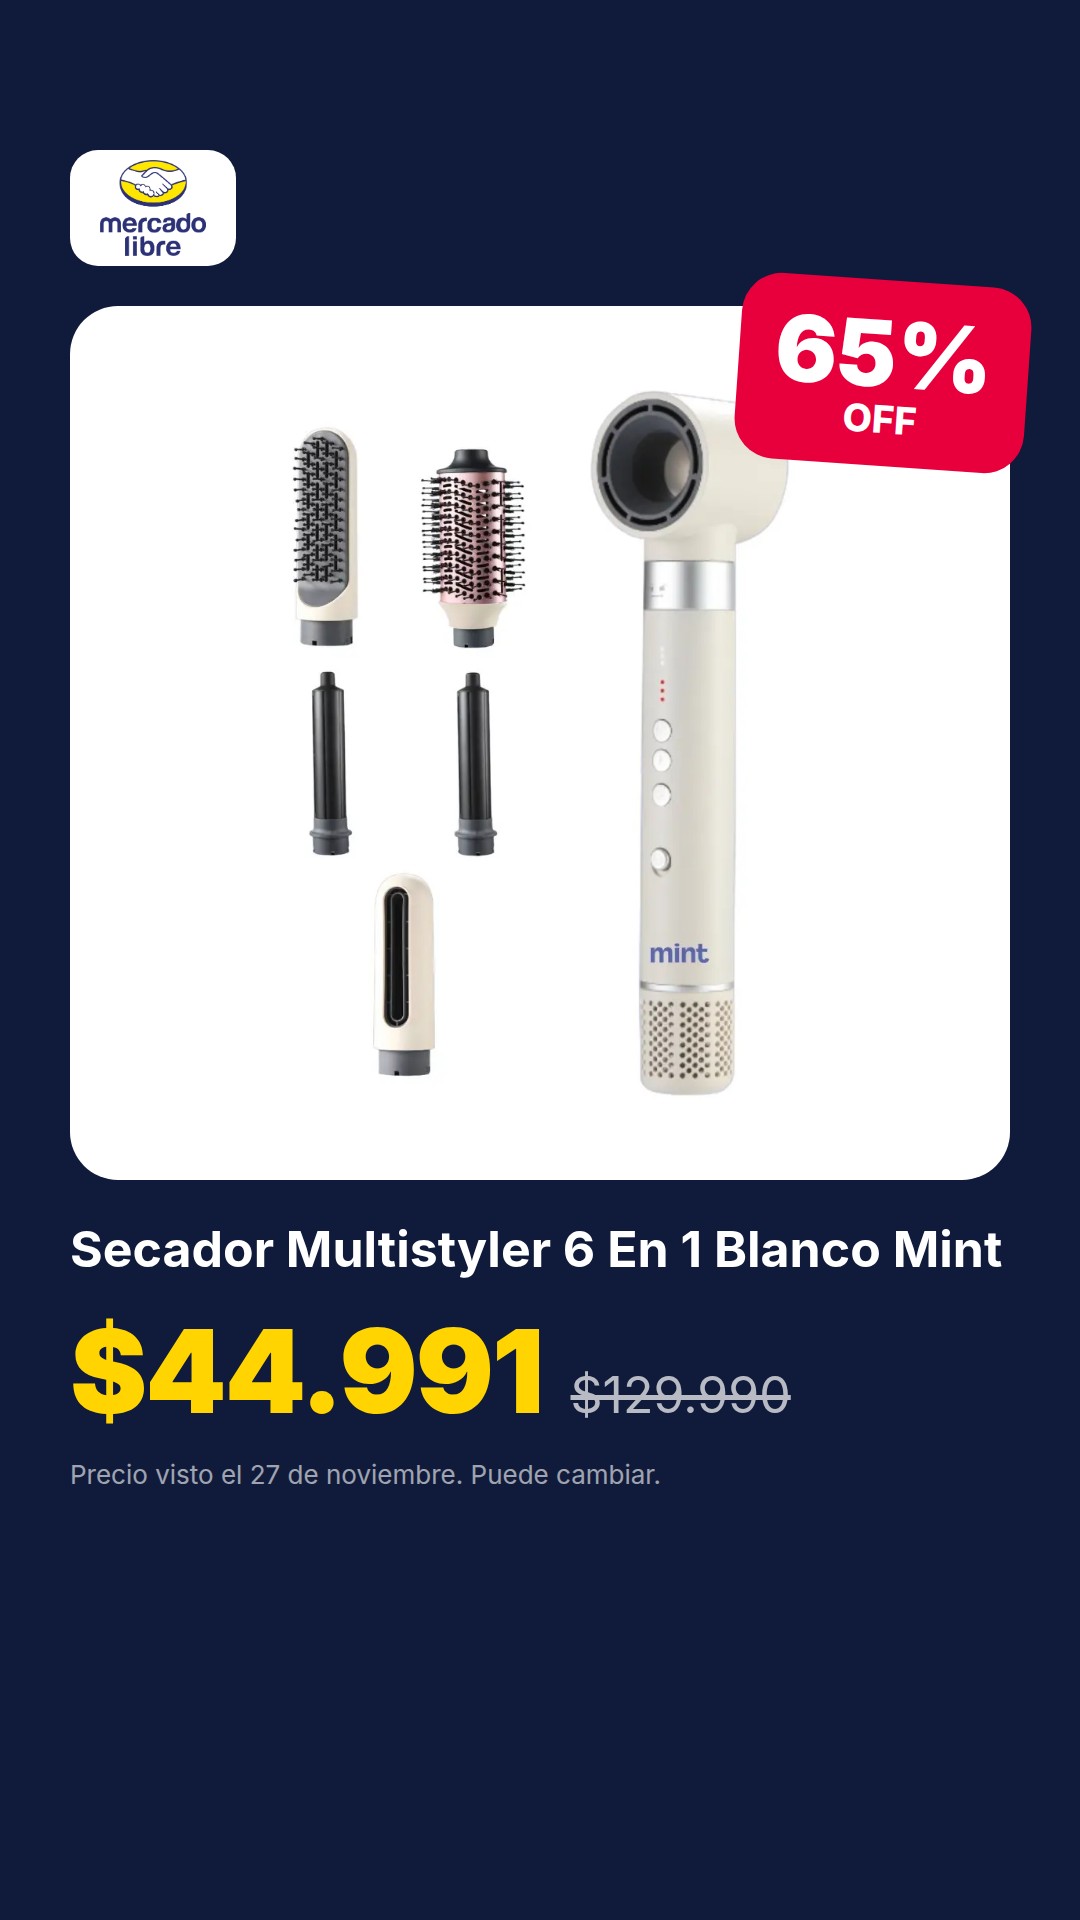 mercado
libre
65%
OFF
mint
Secador Multistyler 6 En 1 Blanco Mint
$44.991 $129.990
Precio visto el 27 de noviembre. Puede cambiar.